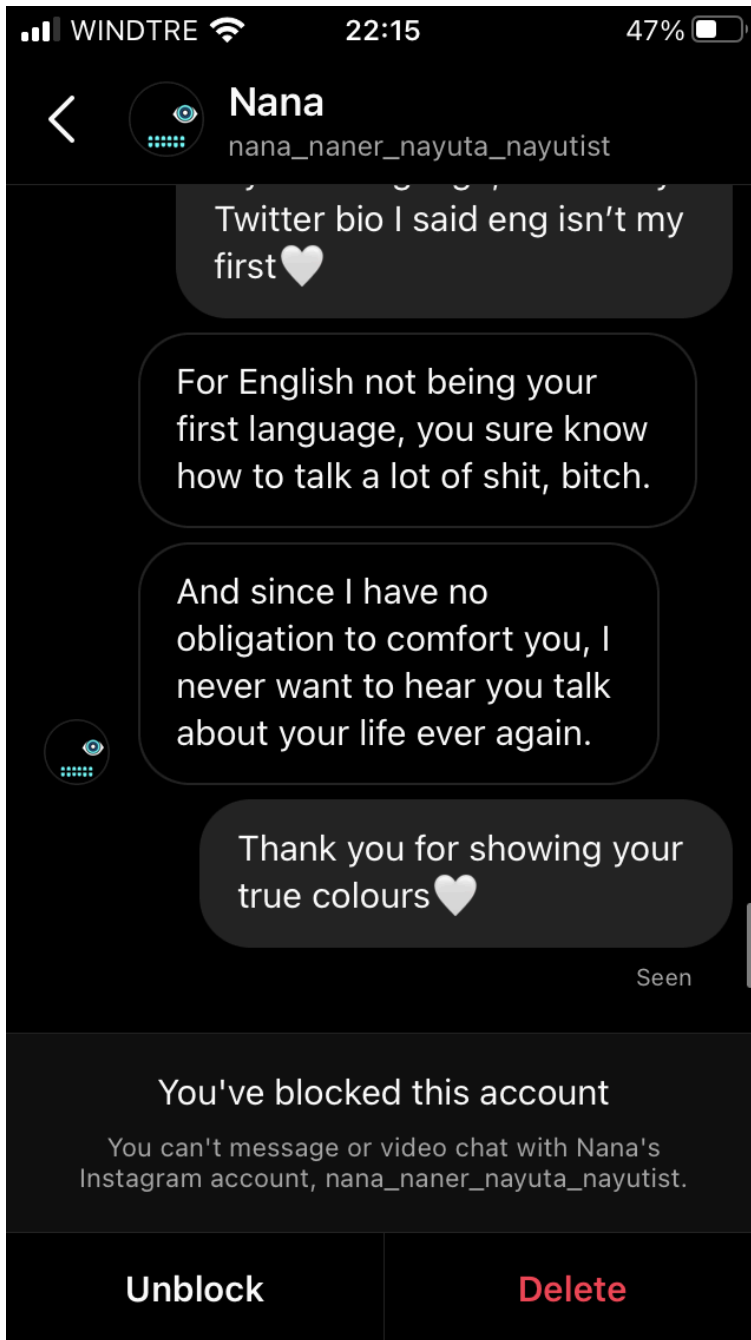 WINDTRE 22:15 47%
Nana
nana_naner_nayuta_nayutist
Twitter bio I said eng isn’t my
first🤍
For English not being your
first language, you sure know
how to talk a lot of shit, bitch.
And since I have no
obligation to comfort you, I
never want to hear you talk
about your life ever again.
Thank you for showing your
true colours🤍
Seen
You've blocked this account
You can't message or video chat with Nana's
Instagram account, nana_naner_nayuta_nayutist.
Unblock Delete